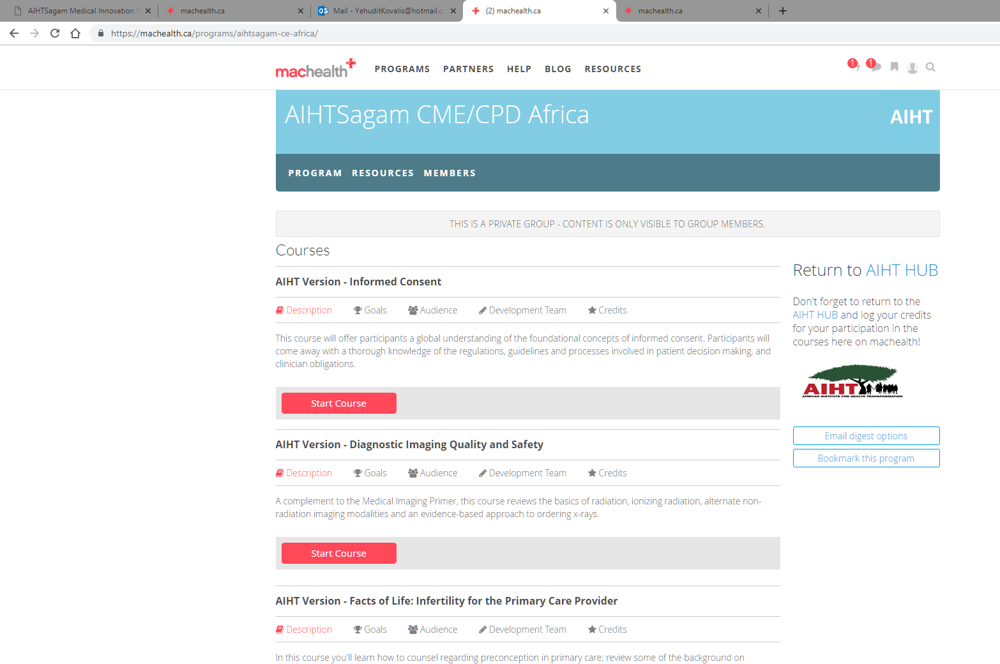 AIHTSagam Medical Innovation
machealth.ca
Mail - YehuditKovalis@hotmail.c
(2) machealth.ca
machealth.ca
https://machealth.ca/programs/aihtsagam-ce-africa/
machealth
PROGRAMS PARTNERS HELP BLOG RESOURCES
1 1
AIHTSagam CME/CPD Africa
AIHT
PROGRAM RESOURCES MEMBERS
THIS IS A PRIVATE GROUP - CONTENT IS ONLY VISIBLE TO GROUP MEMBERS.
Courses
AIHT Version - Informed Consent
Description Goals Audience Development Team Credits
This course will offer participants a global understanding of the foundational concepts of informed consent. Participants will
come away with a thorough knowledge of the regulations, guidelines and processes involved in patient decision making, and
clinician obligations.
Start Course
AIHT Version - Diagnostic Imaging Quality and Safety
Description Goals Audience Development Team Credits
A complement to the Medical Imaging Primer, this course reviews the basics of radiation, ionizing radiation, alternate non-
radiation imaging modalities and an evidence-based approach to ordering x-rays.
Start Course
AIHT Version - Facts of Life: Infertility for the Primary Care Provider
Description Goals Audience Development Team Credits
In this course you'll learn how to counsel regarding preconception in primary care; review some of the background on
Return to AIHT HUB
Don't forget to return to the
AIHT HUB and log your credits
for your participation in the
courses here on machealth!
AIHT
AFRICAN INSTITUTE FOR HEALTH TRANSFORMATION
Email digest options
Bookmark this program